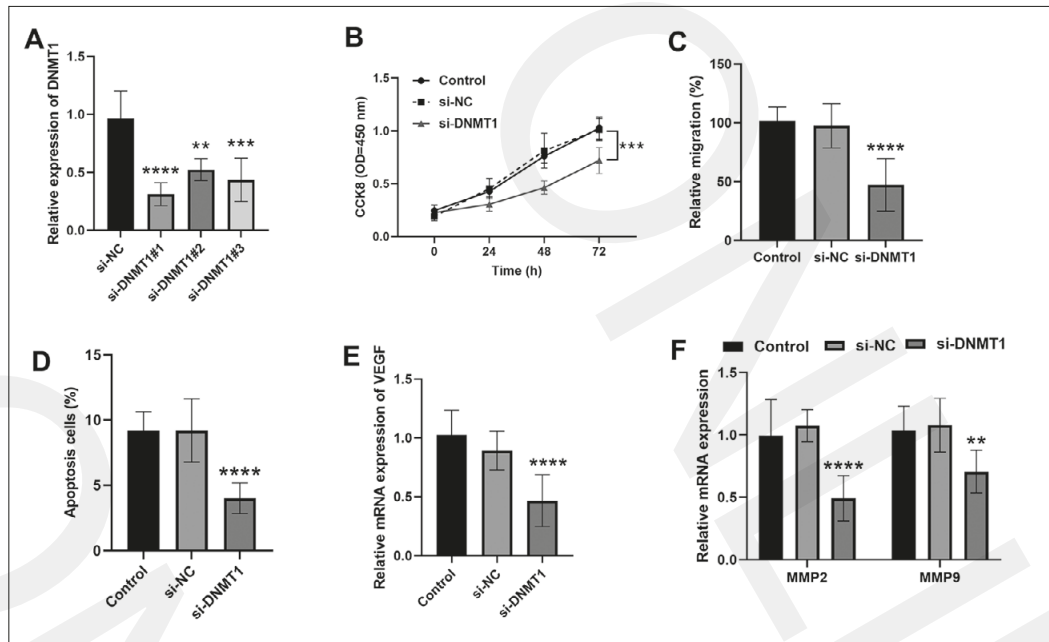 A
Relative expression of DNMT1
1.5
1.0
0.5
0.0
****
**
***
si-NC
si-DNMT1#1
si-DNMT1#2
si-DNMT1#3
B
CCK8 (OD=450 nm)
1.5
1.0
0.5
0.0
Control
si-NC
si-DNMT1
***
0 24 48 72
Time (h)
C
Relative migration (%)
150
100
50
0
****
Control si-NC si-DNMT1
D
Apoptosis cells (%)
15
10
5
0
****
Control
si-NC
si-DNMT1
E
Relative mRNA expression of VEGF
1.5
1.0
0.5
0.0
****
Control
si-NC
si-DNMT1
F
Control si-NC si-DNMT1
Relative mRNA expression
1.5
1.0
0.5
0.0
****
**
MMP2 MMP9